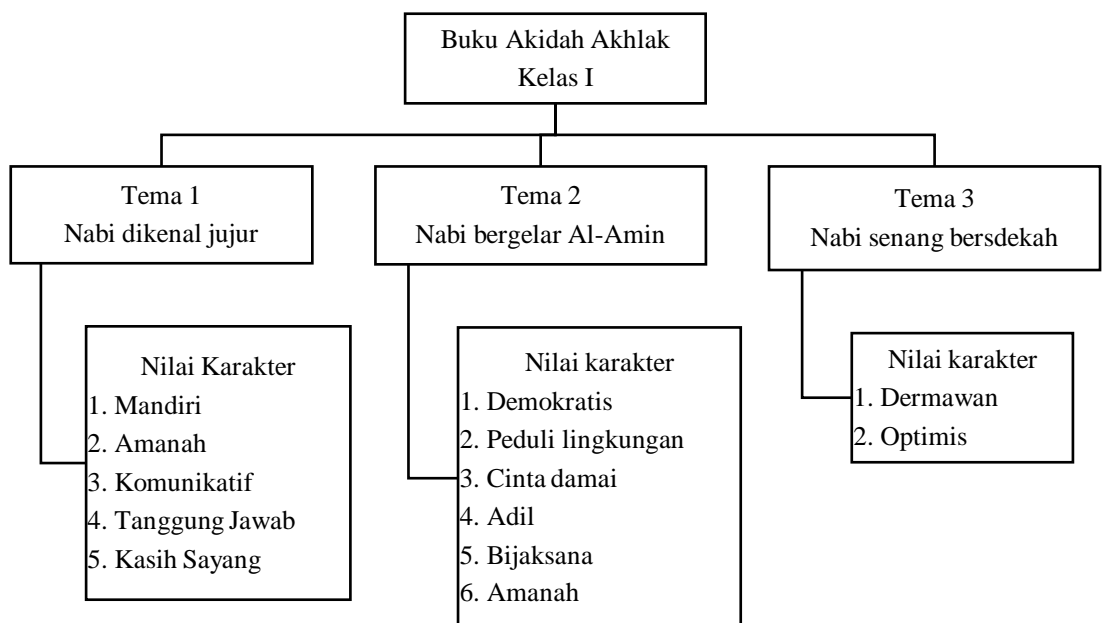 Buku Akidah Akhlak
Kelas I
Tema 1
Nabi dikenal jujur
Tema 2
Nabi bergelar Al-Amin
Tema 3
Nabi senang bersdekah
Nilai Karakter
1. Mandiri
2. Amanah
3. Komunikatif
4. Tanggung Jawab
5. Kasih Sayang
Nilai karakter
1. Demokratis
2. Peduli lingkungan
3. Cinta damai
4. Adil
5. Bijaksana
6. Amanah
Nilai karakter
1. Dermawan
2. Optimis